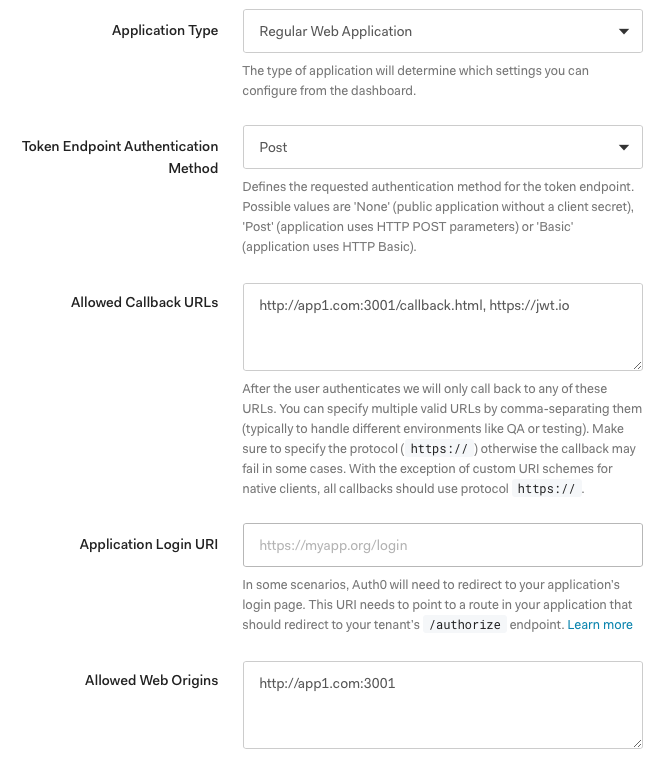 Application Type
Regular Web Application
The type of application will determine which settings you can
configure from the dashboard.
Token Endpoint Authentication
Method
Post
Defines the requested authentication method for the token endpoint.
Possible values are 'None' (public application without a client secret),
'Post' (application uses HTTP POST parameters) or 'Basic'
(application uses HTTP Basic).
Allowed Callback URLs
http://app1.com:3001/callback.html, https://jwt.io
After the user authenticates we will only call back to any of these
URLs. You can specify multiple valid URLs by comma-separating them
(typically to handle different environments like QA or testing). Make
sure to specify the protocol ( https:// ) otherwise the callback may
fail in some cases. With the exception of custom URI schemes for
native clients, all callbacks should use protocol https:// .
Application Login URI
https://myapp.org/login
In some scenarios, Auth0 will need to redirect to your application's
login page. This URI needs to point to a route in your application that
should redirect to your tenant's /authorize endpoint. Learn more
Allowed Web Origins
http://app1.com:3001